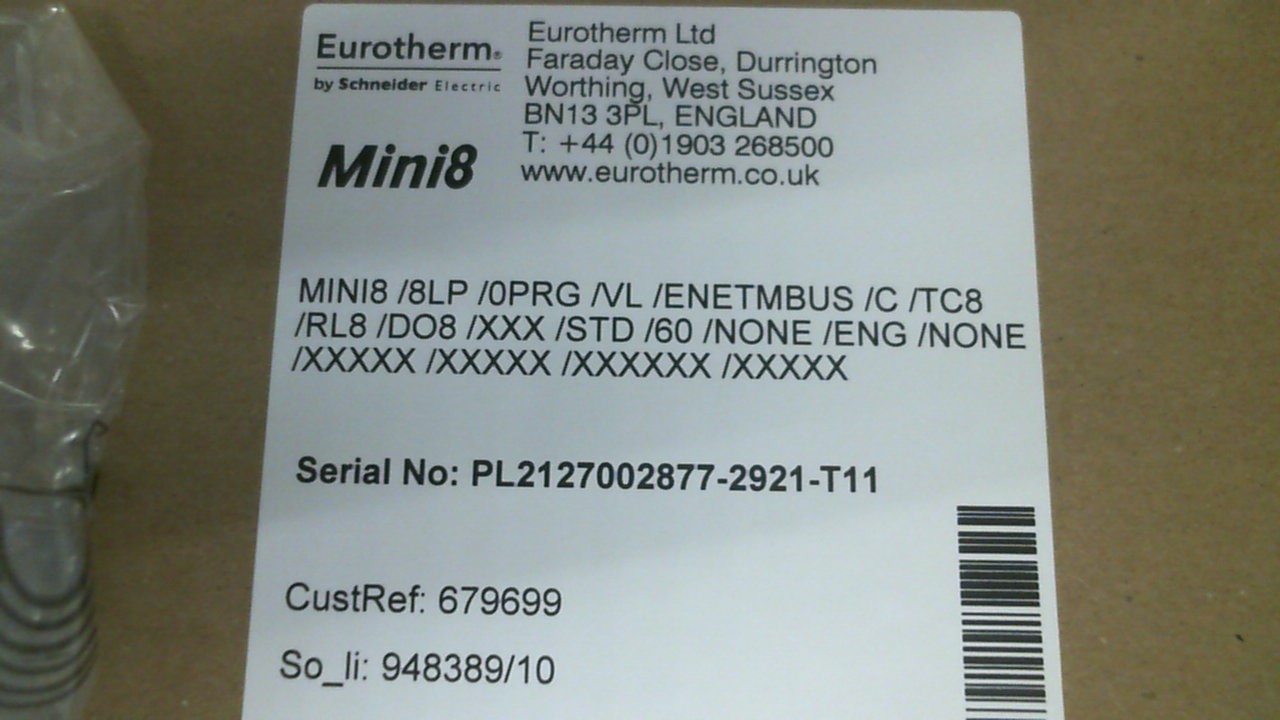 Eurotherm®
by Schneider Electric
Mini8
Eurotherm Ltd
Faraday Close, Durrington
Worthing, West Sussex
BN13 3PL, ENGLAND
T: +44 (0)1903 268500
www.eurotherm.co.uk
MINI8 /8LP /0PRG /VL /ENETMBUS /C /TC8
/RL8 /DO8 /XXX /STD /60 /NONE /ENG /NONE
/XXXXX /XXXXX /XXXXXX /XXXXX
Serial No: PL2127002877-2921-T11
CustRef: 679699
So_li: 948389/10